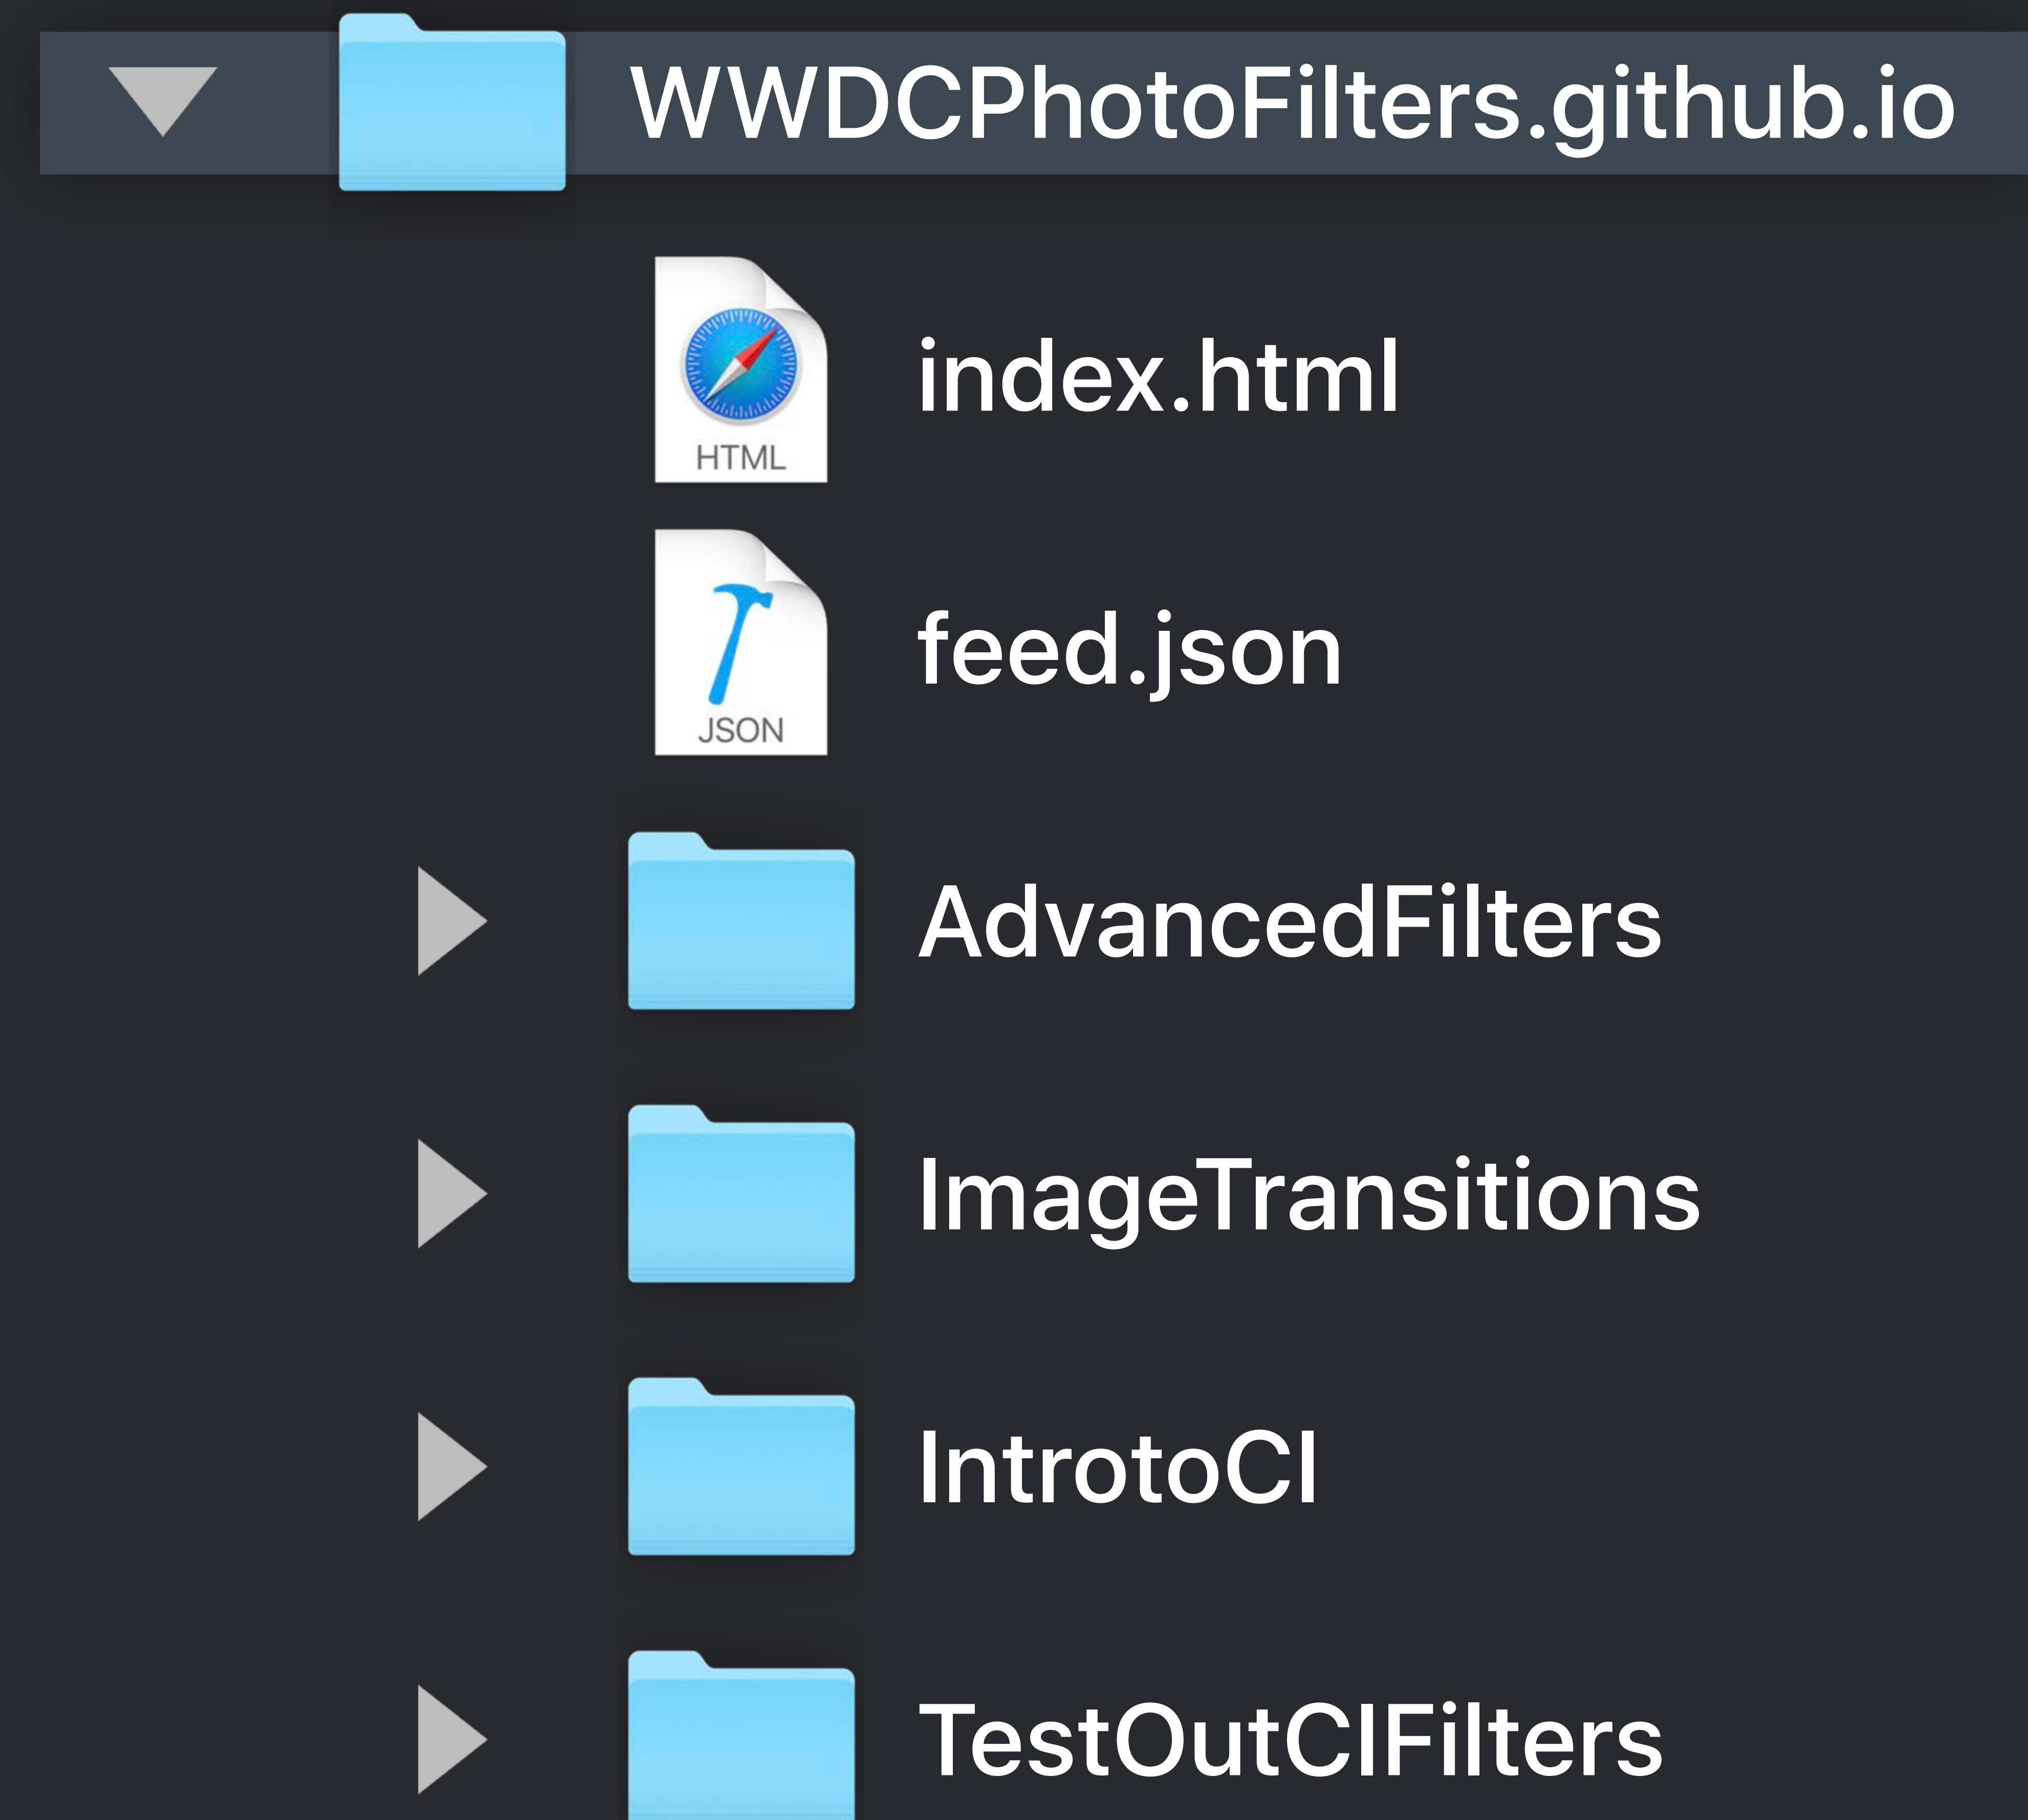 WWDCPhotoFilters.github.io
index.html
HTML
feed.json
JSON
AdvancedFilters
ImageTransitions
IntrotoCI
TestOutCIFilters